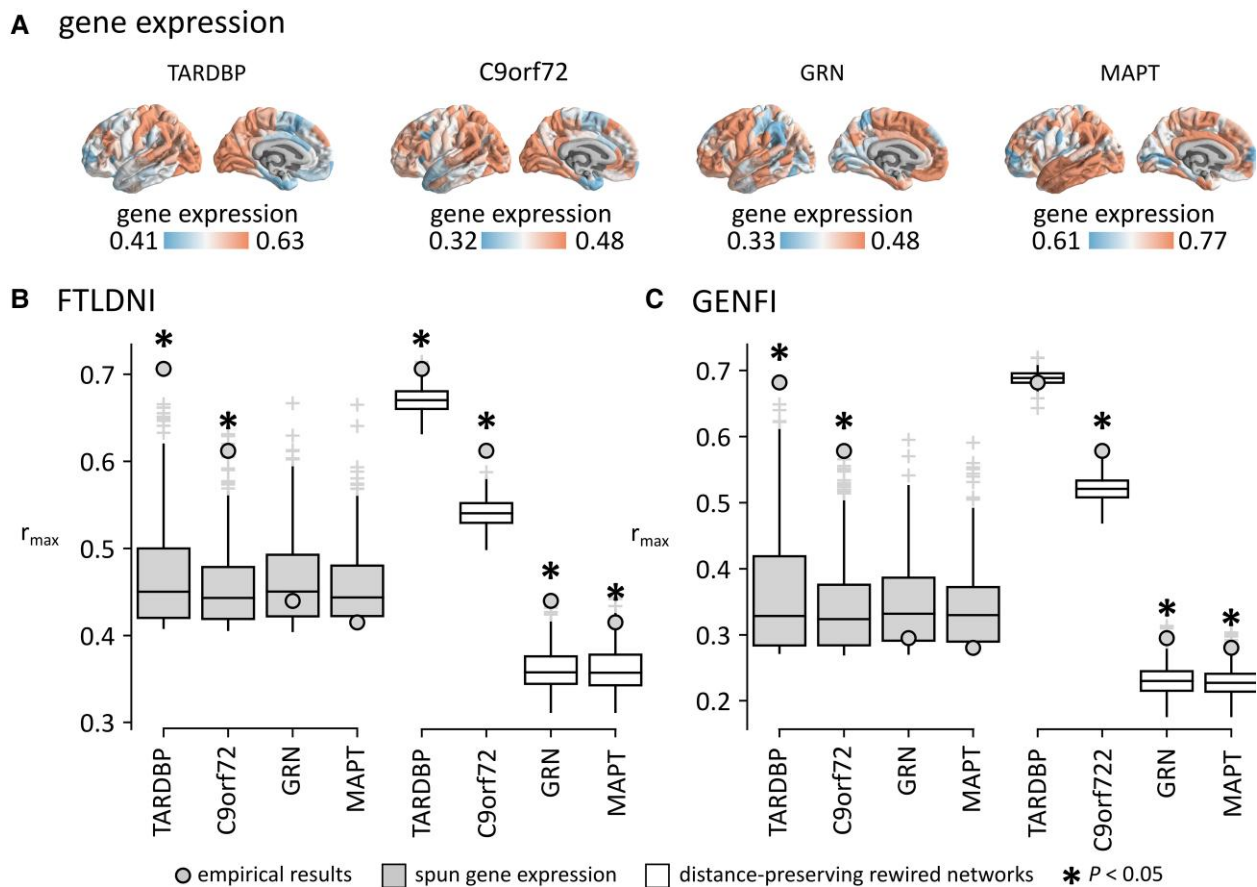 A gene expression
TARDBP C9orf72 GRN MAPT
gene expression gene expression gene expression gene expression
0.41 0.63 0.32 0.48 0.33 0.48 0.61 0.77
B FTLDNI
* * * * * *
0.7
0.6
0.5
0.4
0.3
rmax
TARDBP C9orf72 GRN MAPT TARDBP C9orf72 GRN MAPT
C GENFI
* * * * *
0.7
0.6
0.5
0.4
0.3
0.2
rmax
TARDBP C9orf72 GRN MAPT TARDBP C9orf722 GRN MAPT
empirical results spun gene expression distance-preserving rewired networks * P < 0.05